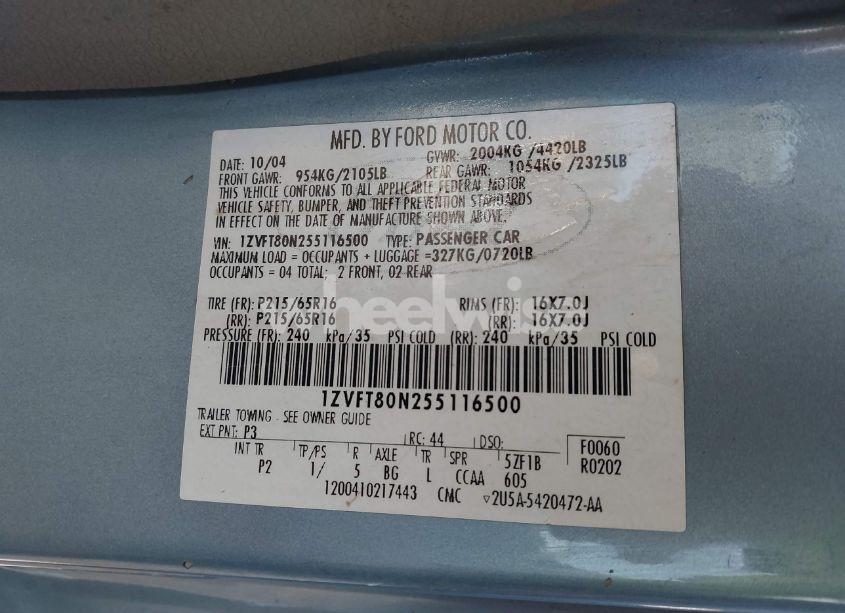 MFD. BY FORD MOTOR CO.
DATE: 10/04 GVWR: 2004KG /4420LB
FRONT GAWR: 954KG/2105LB REAR GAWR: 1054KG /2325LB
THIS VEHICLE CONFORMS TO ALL APPLICABLE FEDERAL MOTOR
VEHICLE SAFETY, BUMPER, AND THEFT PREVENTION STANDARDS
IN EFFECT ON THE DATE OF MANUFACTURE SHOWN ABOVE.
VIN: 1ZVFT80N255116500 TYPE: PASSENGER CAR
MAXIMUM LOAD = OCCUPANTS + LUGGAGE =327KG/0720LB
OCCUPANTS = 04 TOTAL; 2 FRONT, 02 REAR
heelwis
TIRE (FR): P215/65R16 RIMS (FR): 16X7.0J
(RR): P215/65R16 (RR): 16X7.0J
PRESSURE (FR): 240 kPa/35 PSI COLD (RR): 240 kPa/35 PSI COLD
1ZVFT80N255116500
TRAILER TOWING - SEE OWNER GUIDE
EXT PNT: P3 RC: 44 DSO: F0060
INT TR TP/PS R AXLE TR SPR 5ZF1B R0202
P2 1/ 5 BG L CCAA 605
1200410217443 CMC ▽2U5A-5420472-AA